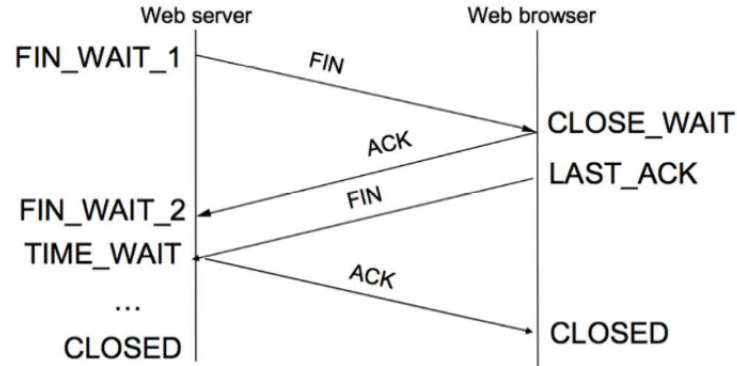 Web server
Web browser
FIN_WAIT_1
FIN
CLOSE_WAIT
ACK
LAST_ACK
FIN_WAIT_2
FIN
TIME_WAIT
ACK
...
CLOSED
CLOSED